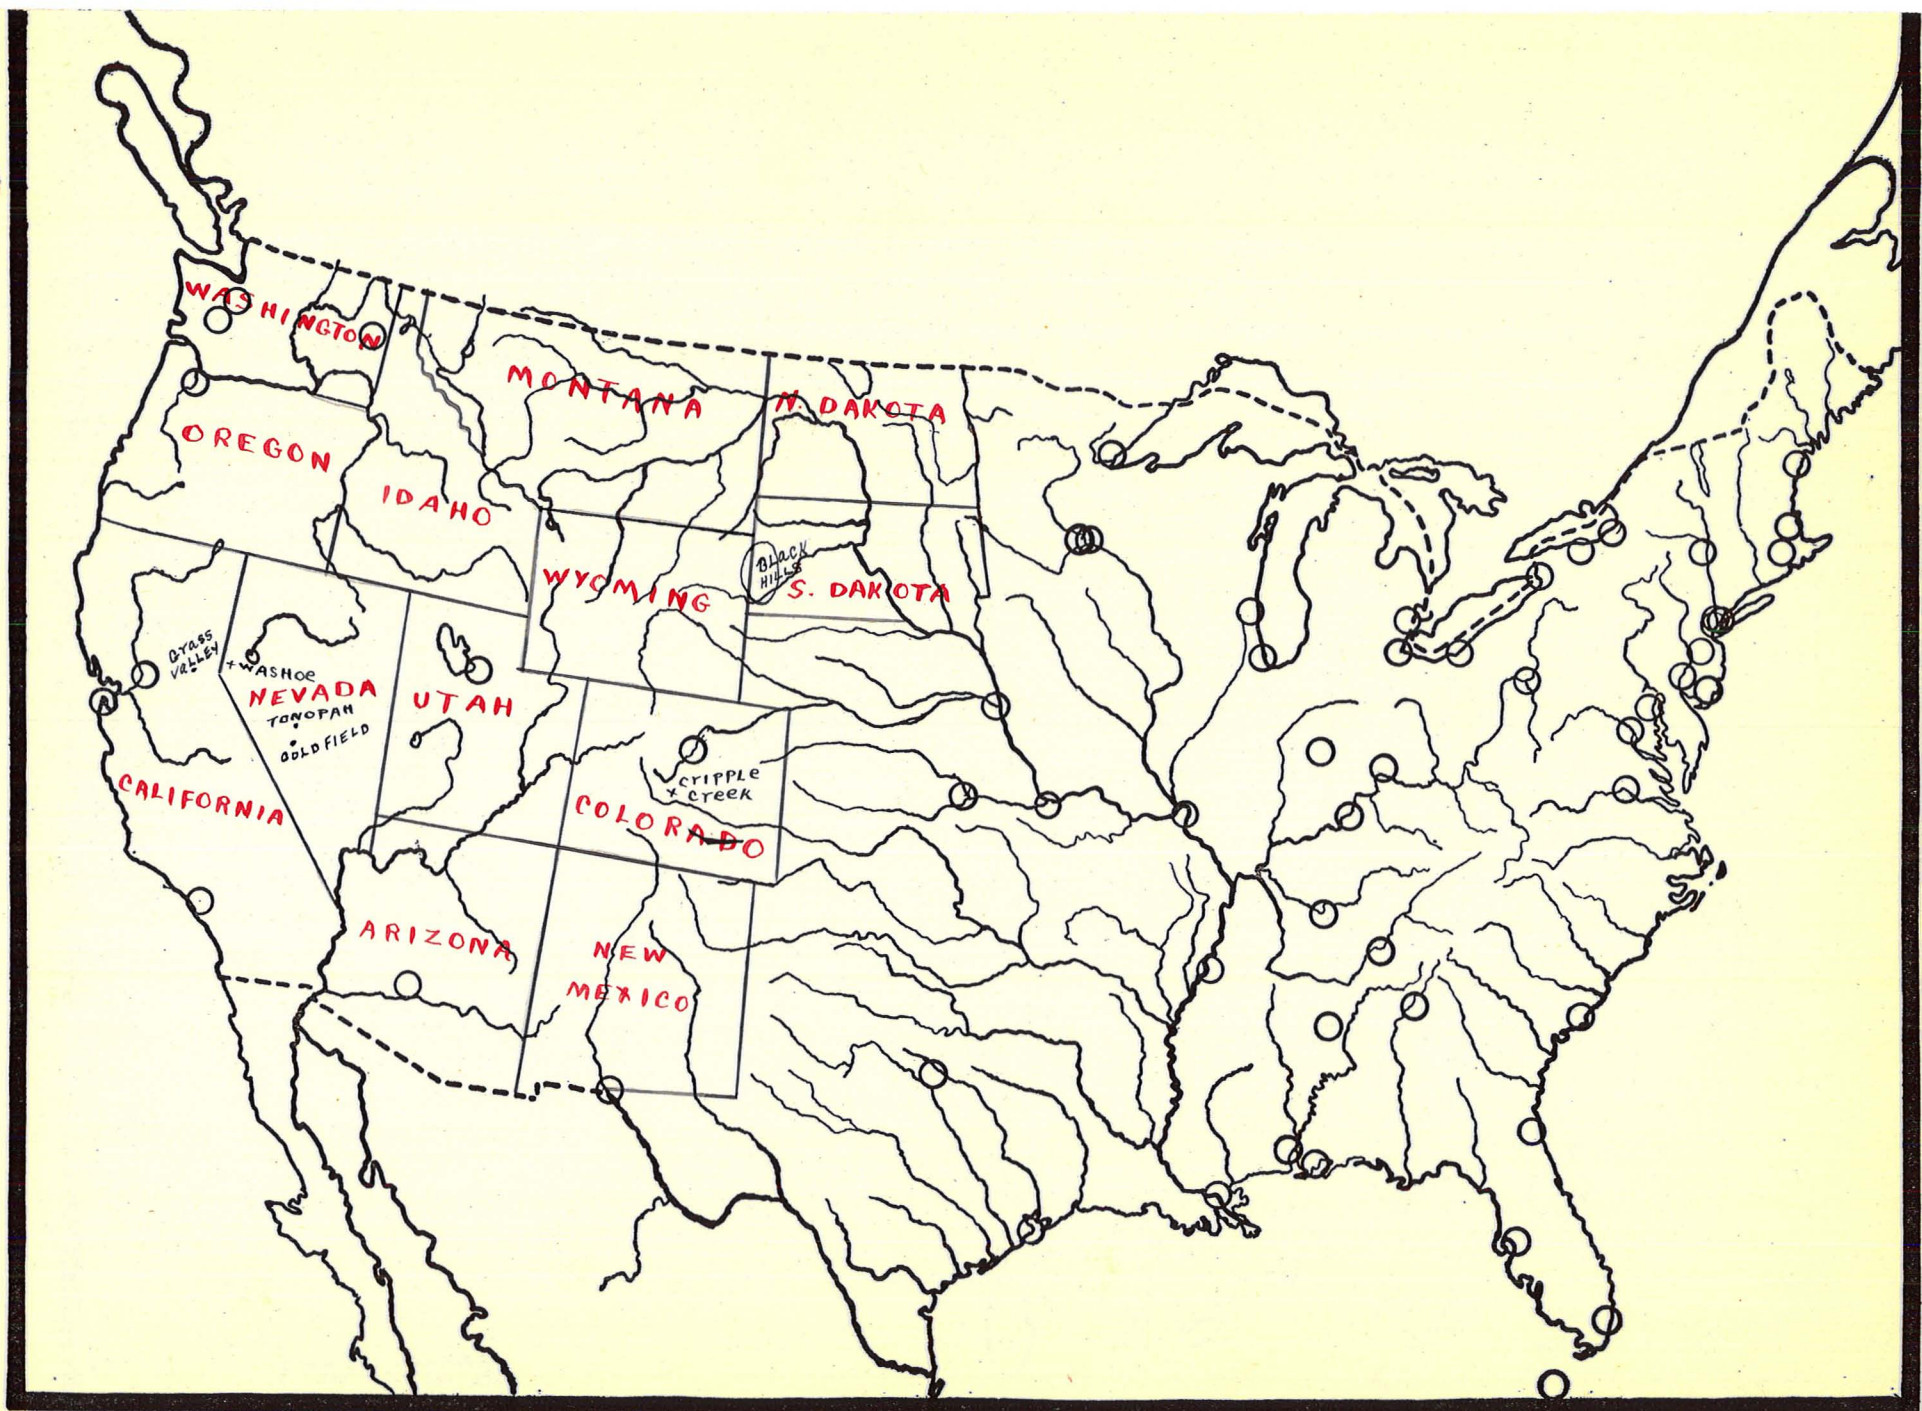 WASHINGTON
MONTANA
N. DAKOTA
OREGON
IDAHO
BLACK
HILLS
WYOMING
S. DAKOTA
Grass
Valley
WASHOE
NEVADA
TONOPAH
GOLDFIELD
UTAH
CALIFORNIA
Cripple
Creek
COLORADO
ARIZONA
NEW
MEXICO